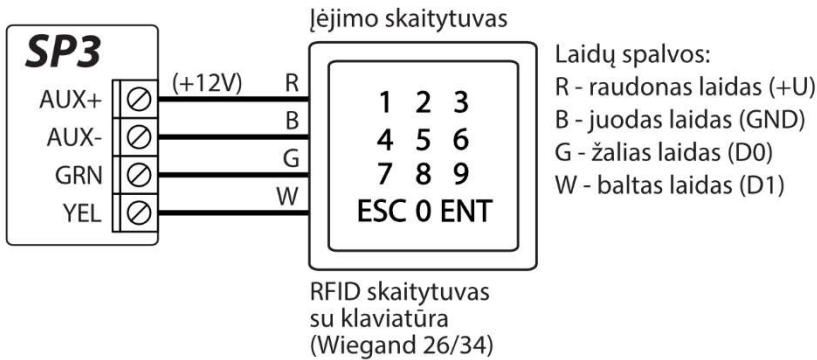 Įėjimo skaitytuvas
SP3
AUX+
AUX-
GRN
YEL
(+12V)
R
B
G
W
1 2 3
4 5 6
7 8 9
ESC 0 ENT
RFID skaitytuvas
su klaviatūra
(Wiegand 26/34)
Laidų spalvos:
R - raudonas laidas (+U)
B - juodas laidas (GND)
G - žalias laidas (D0)
W - baltas laidas (D1)